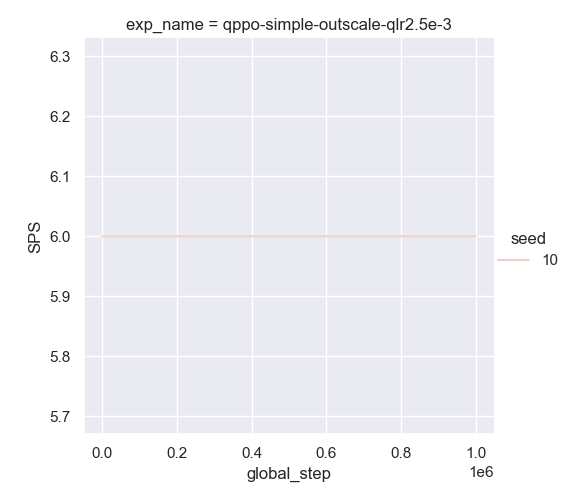 exp_name = qppo-simple-outscale-qlr2.5e-3
6.3
6.2
6.1
6.0
5.9
5.8
5.7
SPS
seed
10
0.0 0.2 0.4 0.6 0.8 1.0
1e6
global_step